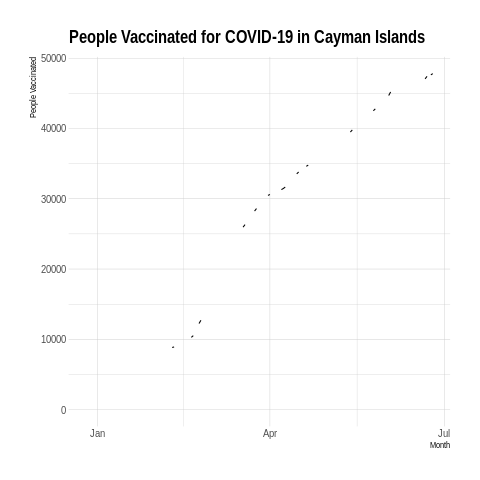 People Vaccinated for COVID-19 in Cayman Islands
People Vaccinated
50000
40000
30000
20000
10000
0
Jan
Apr
Jul
Month